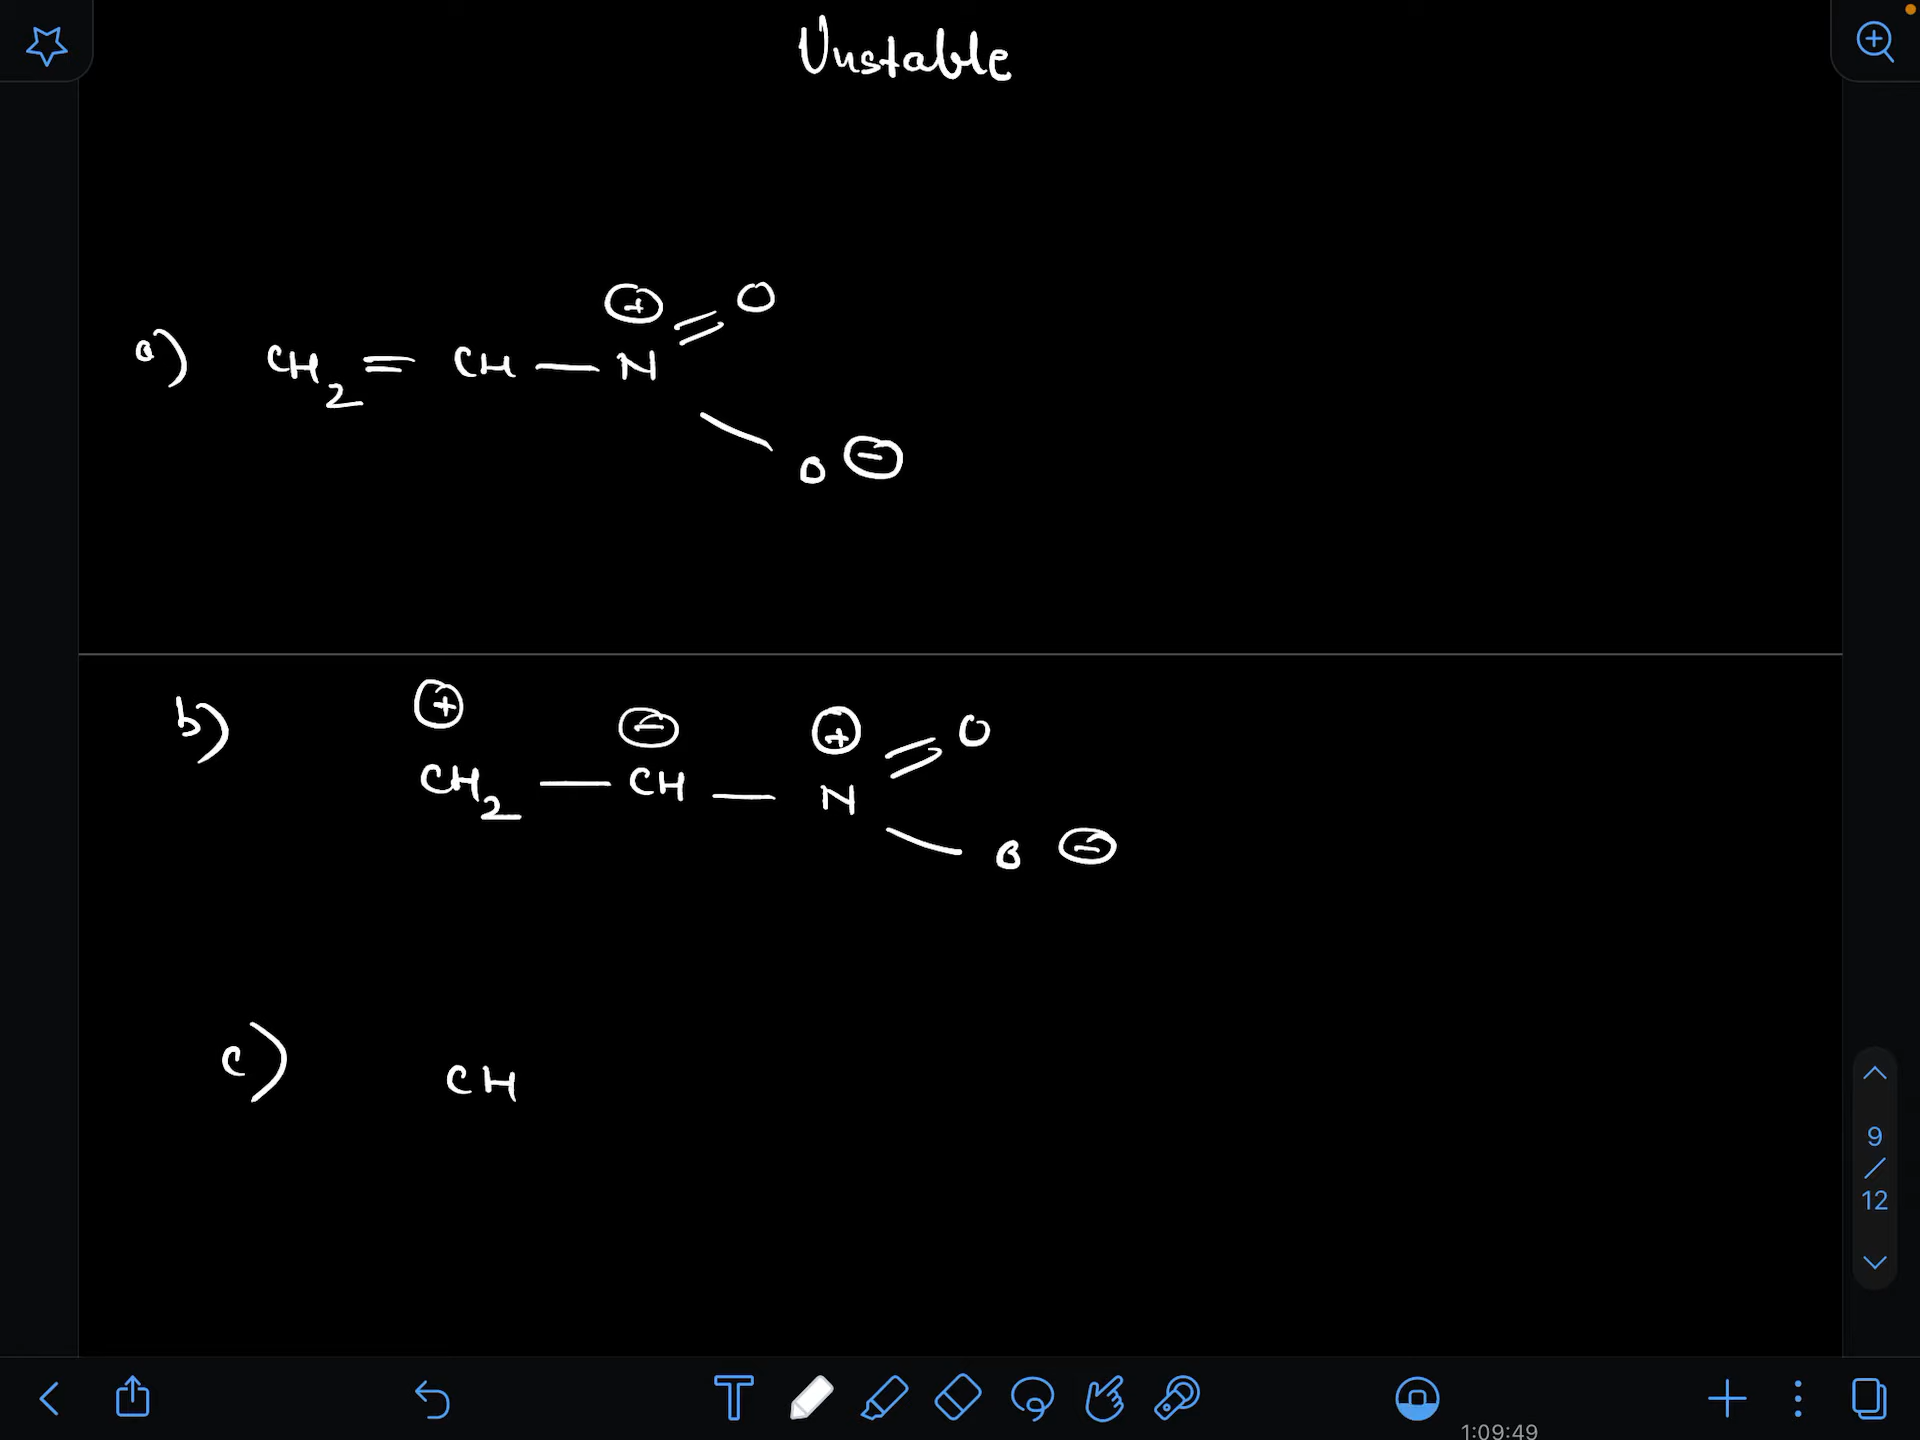 Unstable
⊕ O
a) CH2 = CH — N =
O ⊖
b) ⊕ ⊖ ⊕ O
CH2 — CH — N =
O ⊖
c) CH
9
/
12
1:09:49